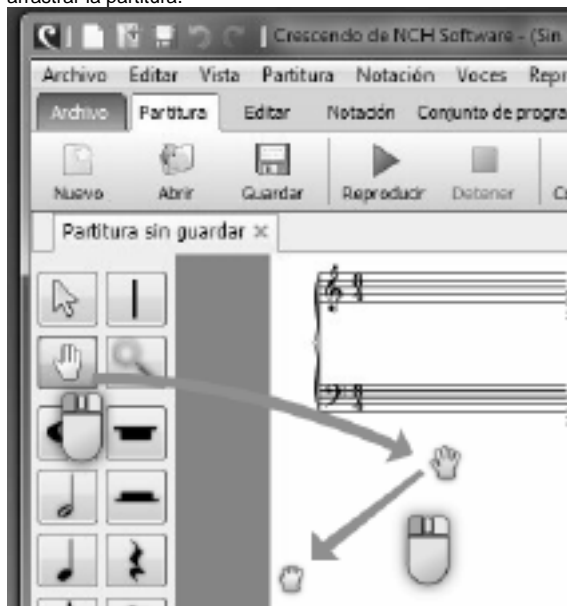 arrastrar la partitura.
Crescendo de NCH Software - (Sin
Archivo Editar Vista Partitura Notación Voces Repr
Archivo Partitura Editar Notación Conjunto de progra
Nuevo Abrir Guardar Reproducir Detener
Partitura sin guardar